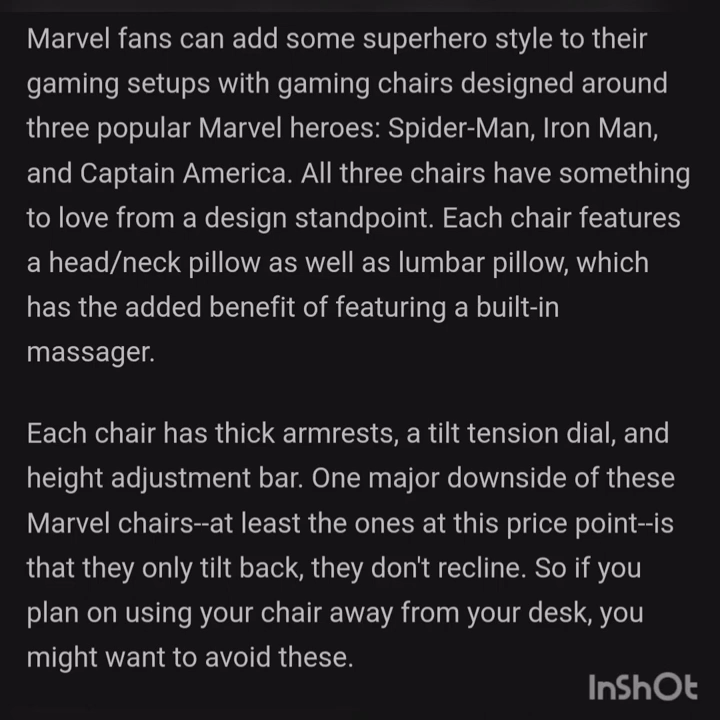 Marvel fans can add some superhero style to their
gaming setups with gaming chairs designed around
three popular Marvel heroes: Spider-Man, Iron Man,
and Captain America. All three chairs have something
to love from a design standpoint. Each chair features
a head/neck pillow as well as lumbar pillow, which
has the added benefit of featuring a built-in
massager.
Each chair has thick armrests, a tilt tension dial, and
height adjustment bar. One major downside of these
Marvel chairs--at least the ones at this price point--is
that they only tilt back, they don't recline. So if you
plan on using your chair away from your desk, you
might want to avoid these.
InShOt